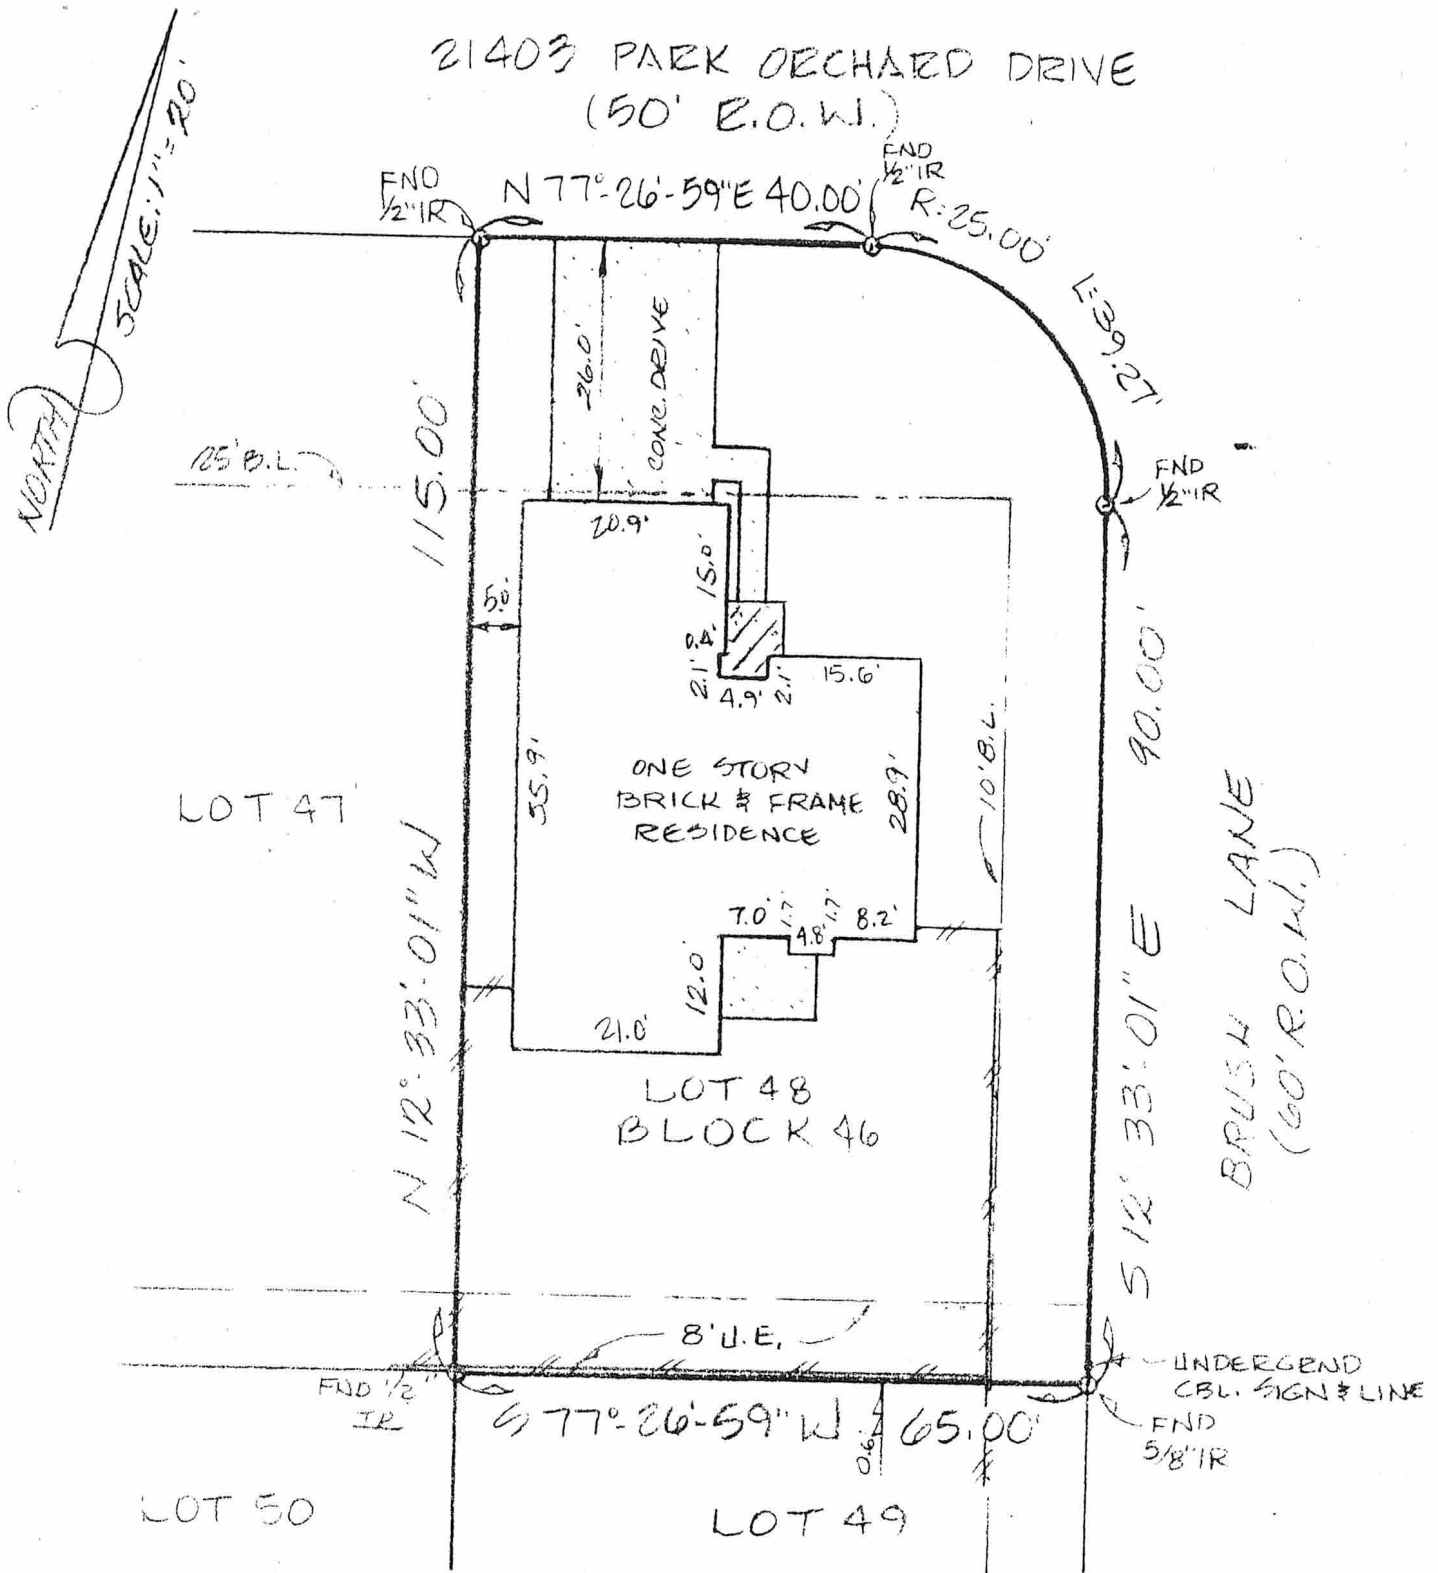 21403 PARK ORCHARD DRIVE
(50' R.O.W.)
NORTH
SCALE: 1"=20'
FND
1/2"IR
N 77°-26'-59"E 40.00'
FND
1/2"IR
R=25.00'
L=39.27'
FND
1/2"IR
26.0'
CONC. DRIVE
25' B.L.
115.00'
N 12°-33'-01" W
20.9'
15.0'
5.0'
0.4'
2.1'
4.9'
2.1'
15.6'
55.9'
ONE STORY
BRICK & FRAME
RESIDENCE
28.9'
10' B.L.
90.00'
S 12°-33'-01" E
BRUSH LANE
(60' R.O.W.)
LOT 47
7.0'
1.7'
4.8'
1.7'
8.2'
12.0'
21.0'
LOT 48
BLOCK 46
8' U.E.
UNDERGRND
CBL. SIGN & LINE
FND 1/2"
IR
S 77°-26'-59" W 65.00'
0.6'
FND
5/8"IR
LOT 50
LOT 49